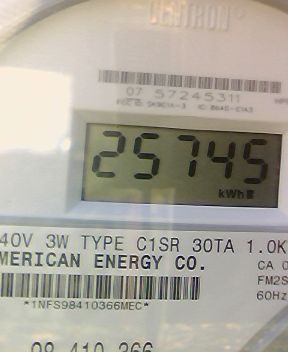 CENTRON®
07 57245311
25745
kWh
40V 3W TYPE C1SR 30TA 1.0K
MERICAN ENERGY CO.
CA 0
FM2S
60Hz
*1NFS98410366MEC*
98 410 366